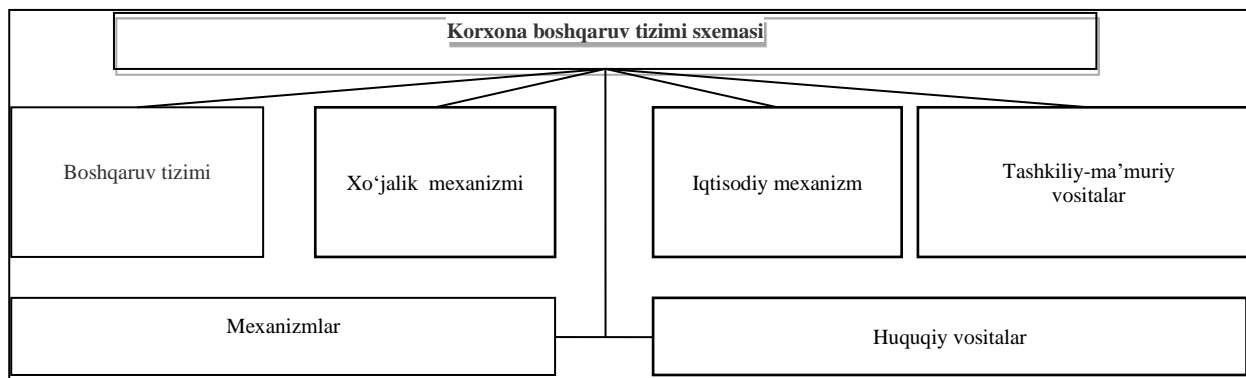 Korxona boshqaruv tizimi sxemasi
Boshqaruv tizimi
Xo‘jalik mexanizmi
Iqtisodiy mexanizm
Tashkiliy-ma’muriy
vositalar
Mexanizmlar
Huquqiy vositalar